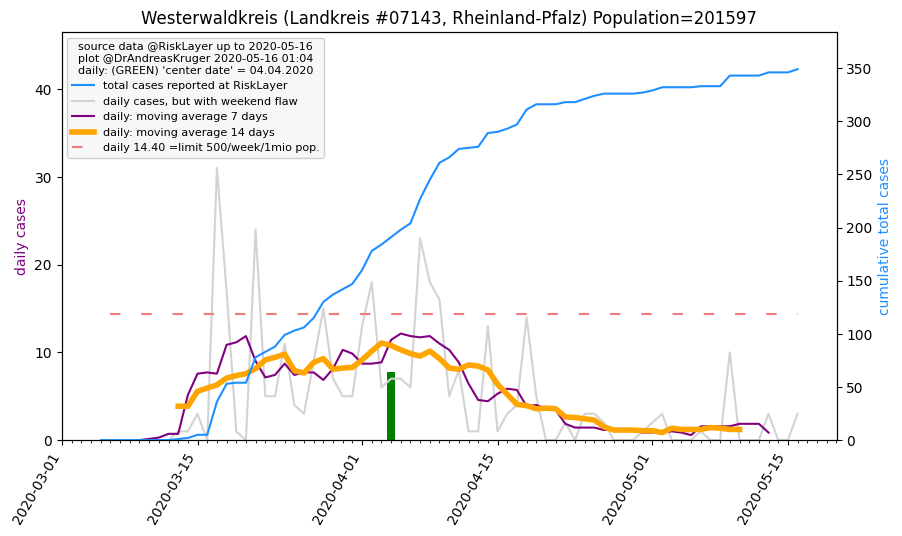 Westerwaldkreis (Landkreis #07143, Rheinland-Pfalz) Population=201597
source data @RiskLayer up to 2020-05-16
plot @DrAndreasKruger 2020-05-16 01:04
daily: (GREEN) 'center date' = 04.04.2020
total cases reported at RiskLayer
daily cases, but with weekend flaw
daily: moving average 7 days
daily: moving average 14 days
daily 14.40 =limit 500/week/1mio pop.
daily cases
40
30
20
10
0
cumulative total cases
350
300
250
200
150
100
50
0
2020-03-01
2020-03-15
2020-04-01
2020-04-15
2020-05-01
2020-05-15